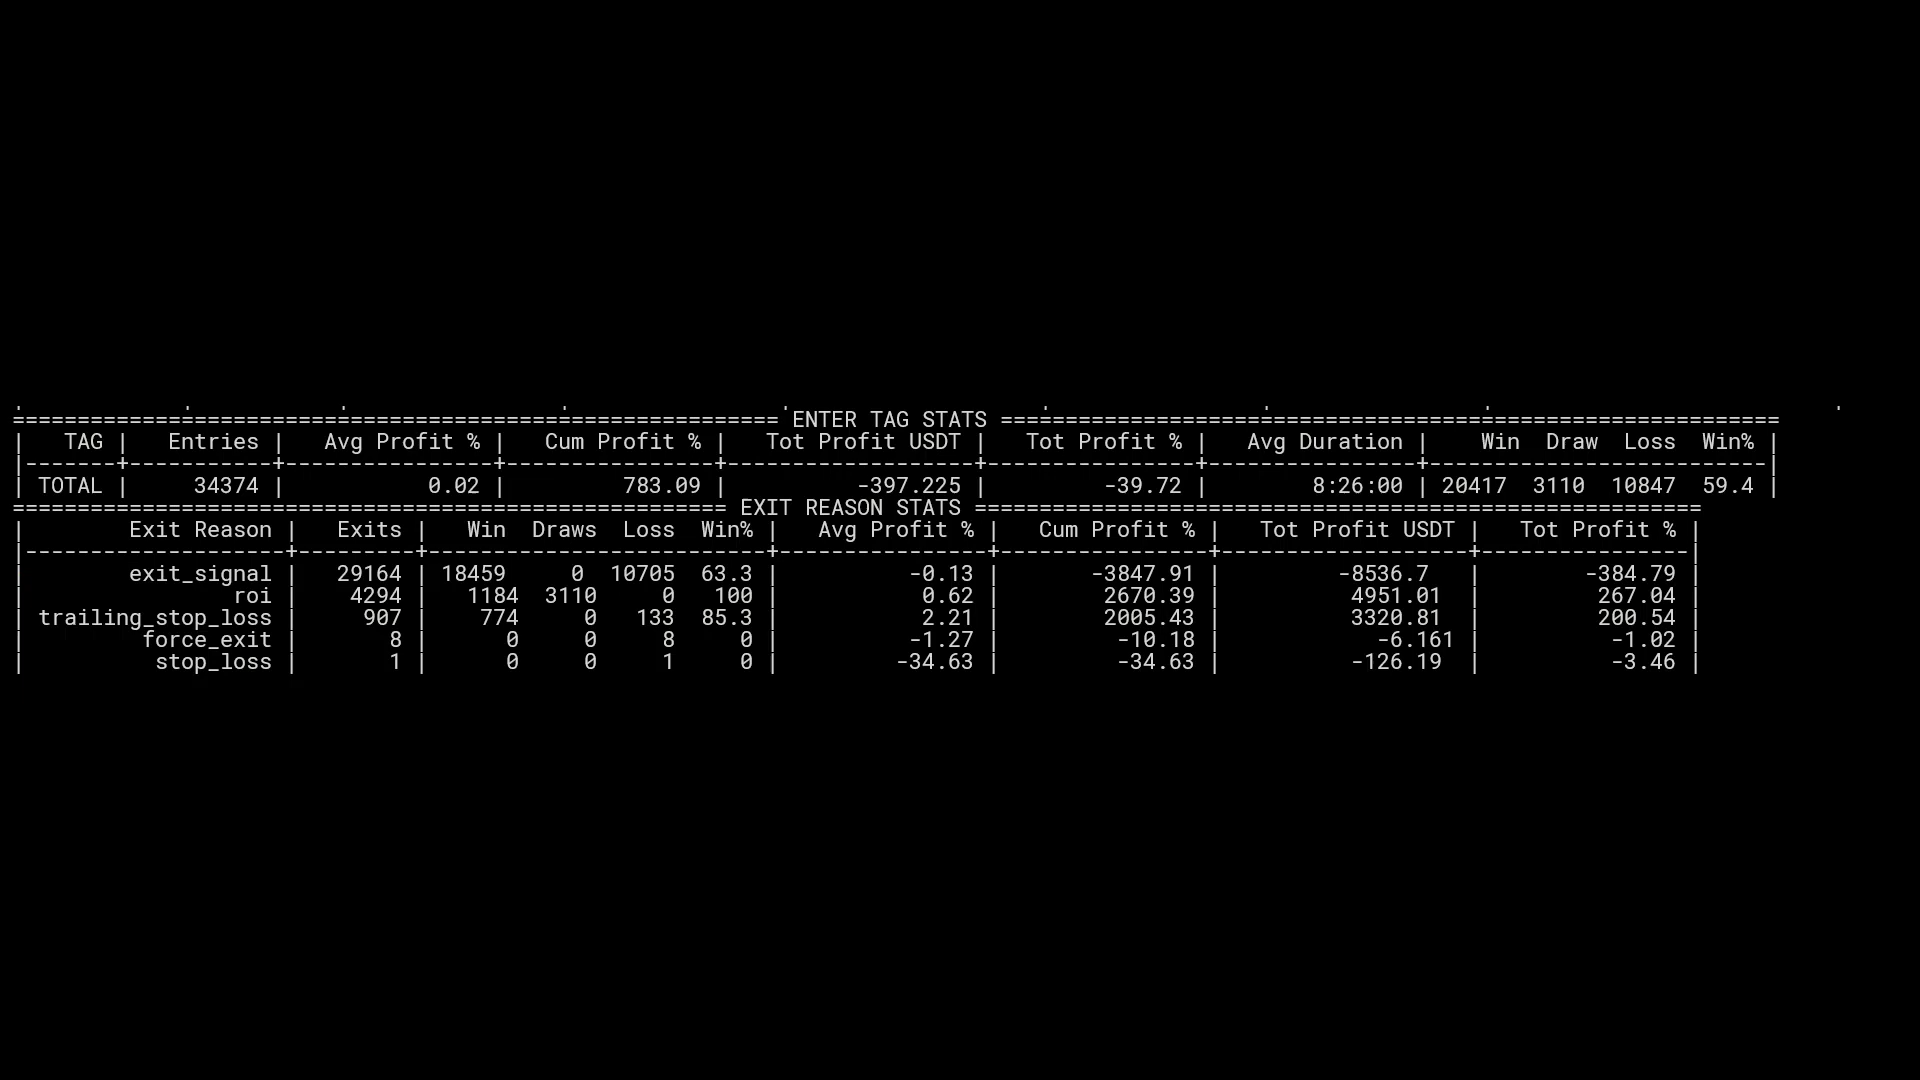 ========================================================== ENTER TAG STATS ===========================================================
|   TAG |   Entries |   Avg Profit % |   Cum Profit % |   Tot Profit USDT |   Tot Profit % |   Avg Duration |    Win  Draw  Loss  Win% |
|-------+-----------+----------------+----------------+-------------------+----------------+----------------+--------------------------|
| TOTAL |     34374 |           0.02 |         783.09 |          -397.225 |         -39.72 |        8:26:00 | 20417  3110  10847  59.4 |
====================================================== EXIT REASON STATS =======================================================
|        Exit Reason |   Exits |   Win  Draws  Loss  Win% |   Avg Profit % |   Cum Profit % |   Tot Profit USDT |   Tot Profit % |
|--------------------+---------+--------------------------+----------------+----------------+-------------------+----------------|
|        exit_signal |   29164 | 18459     0  10705  63.3 |          -0.13 |       -3847.91 |         -8536.7   |        -384.79 |
|                roi |    4294 |   1184  3110     0   100 |           0.62 |        2670.39 |          4951.01  |         267.04 |
| trailing_stop_loss |     907 |    774     0   133  85.3 |           2.21 |        2005.43 |          3320.81  |         200.54 |
|         force_exit |       8 |      0     0     8     0 |          -1.27 |         -10.18 |            -6.161 |          -1.02 |
|          stop_loss |       1 |      0     0     1     0 |         -34.63 |         -34.63 |          -126.19  |          -3.46 |